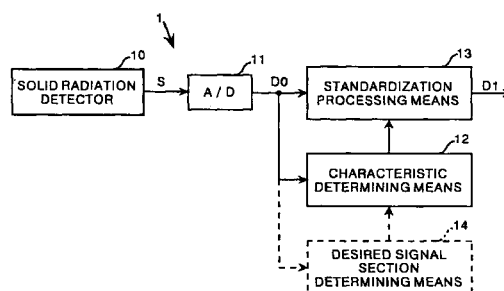 1
10
SOLID RADIATION
DETECTOR
S
11
A / D
D0
13
STANDARDIZATION
PROCESSING MEANS
D1
12
CHARACTERISTIC
DETERMINING MEANS
14
DESIRED SIGNAL
SECTION
DETERMINING MEANS